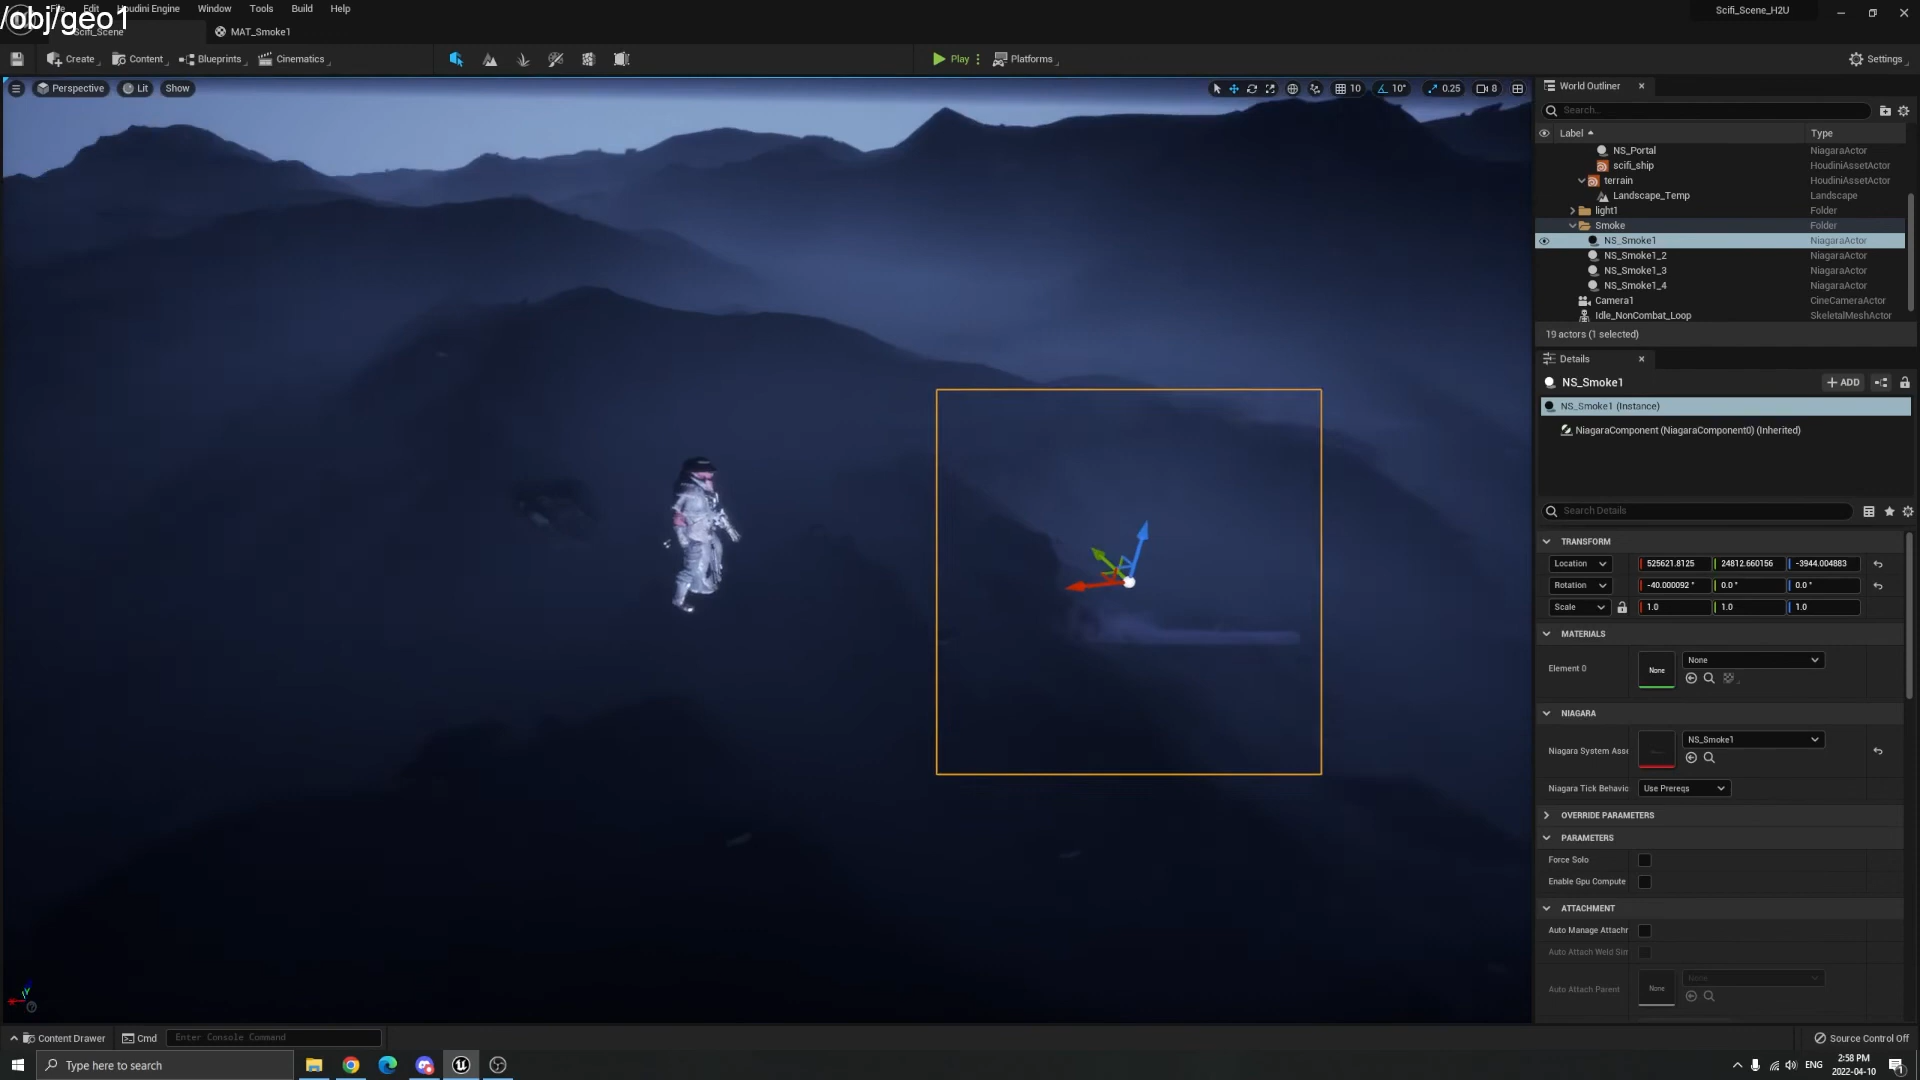 /obj/geo1
File
Edit
Window
Houdini Engine
Tools
Build
Help
Scifi_Scene_H2U
Scifi_Scene
MAT_Smoke1
Create
Content
Blueprints
Cinematics
Play
Platforms
Settings
Perspective
Lit
Show
10
10°
0.25
8
World Outliner
Search...
Label
Type
NS_Portal NiagaraActor
scifi_ship HoudiniAssetActor
terrain HoudiniAssetActor
Landscape_Temp Landscape
light1 Folder
Smoke Folder
NS_Smoke1 NiagaraActor
NS_Smoke1_2 NiagaraActor
NS_Smoke1_3 NiagaraActor
NS_Smoke1_4 NiagaraActor
Camera1 CineCameraActor
Idle_NonCombat_Loop SkeletalMeshActor
19 actors (1 selected)
Details
NS_Smoke1
ADD
NS_Smoke1 (Instance)
NiagaraComponent (NiagaraComponent0) (Inherited)
Search Details
TRANSFORM
Location 525621.8125 24812.660156 -3944.004883
Rotation -40.000092 ° 0.0 ° 0.0 °
Scale 1.0 1.0 1.0
MATERIALS
Element 0
None
None
NIAGARA
Niagara System Asse
NS_Smoke1
Niagara Tick Behavic
Use Prereqs
OVERRIDE PARAMETERS
PARAMETERS
Force Solo
Enable Gpu Compute
ATTACHMENT
Auto Manage Attachr
Auto Attach Weld Sim
Auto Attach Parent
None
None
Content Drawer
Cmd
Enter Console Command
Source Control Off
Type here to search
ENG
2:58 PM
2022-04-10